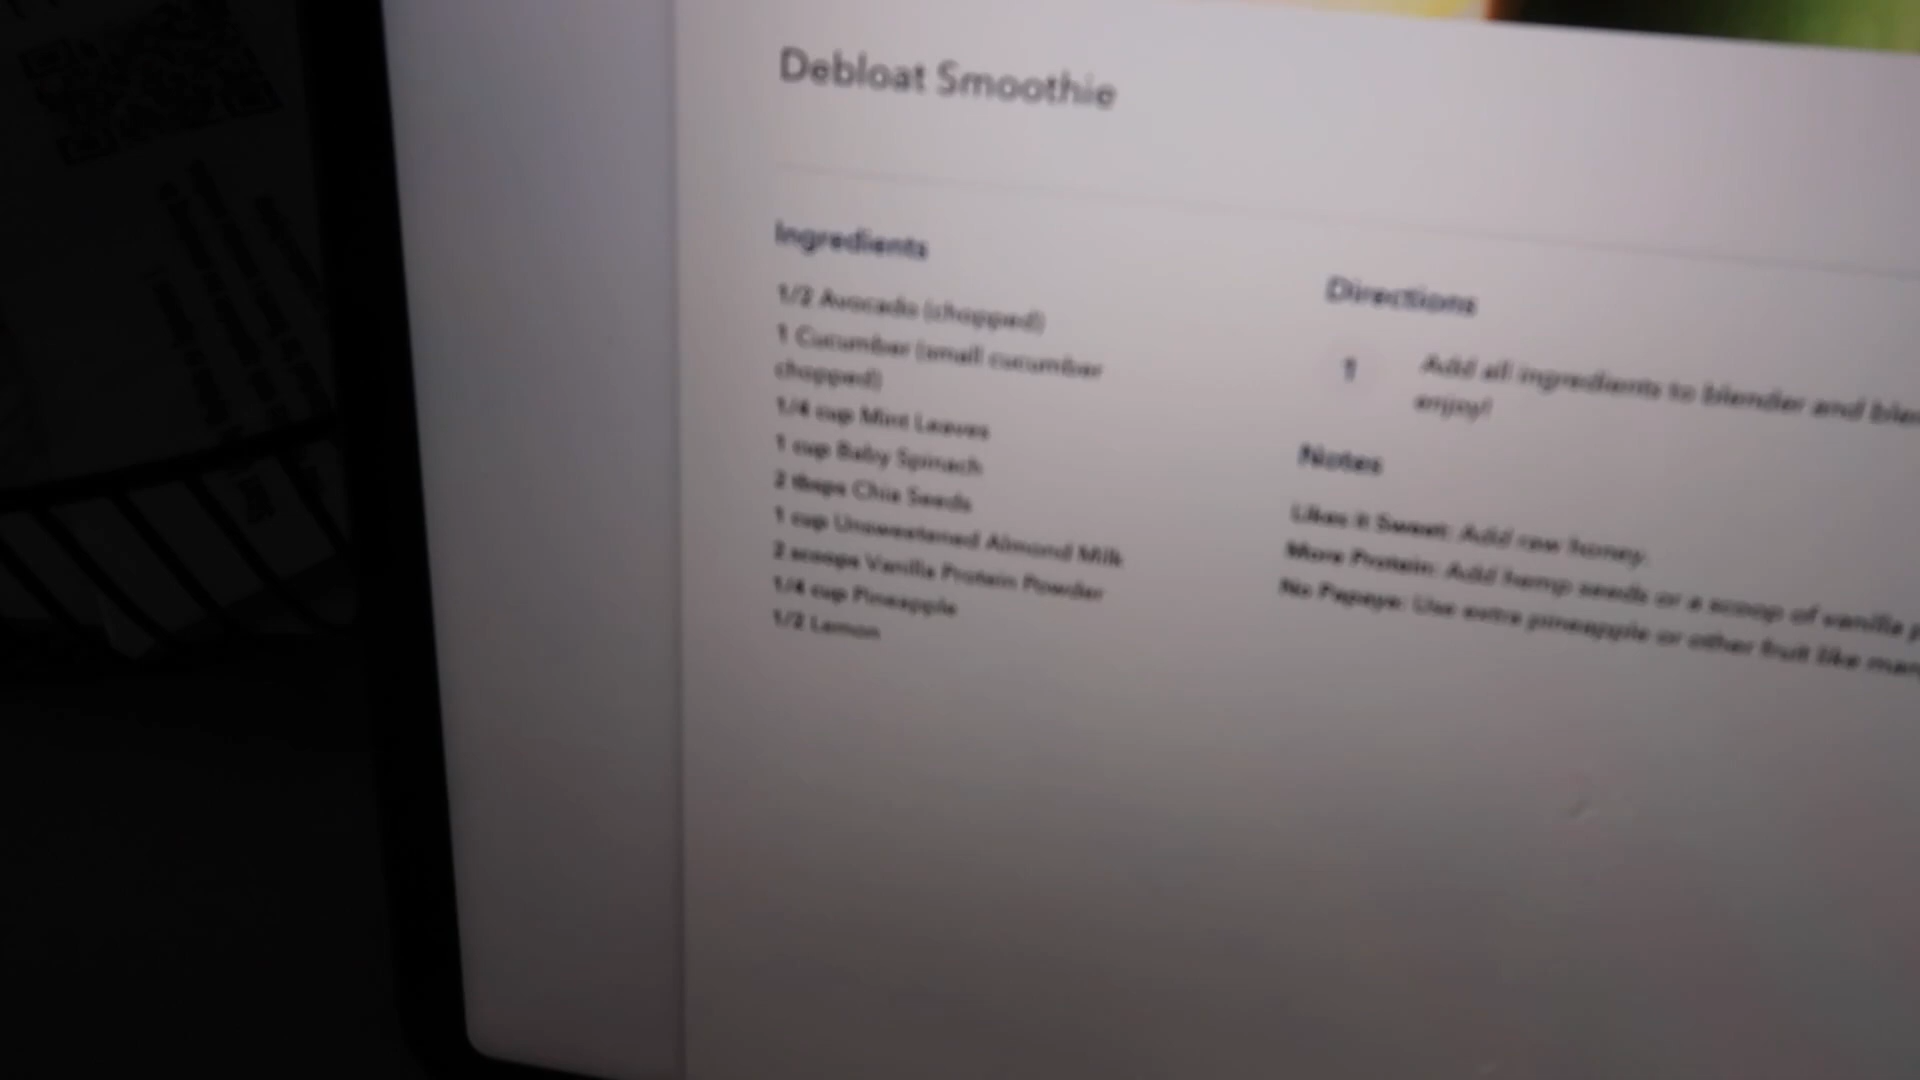 Debloat Smoothie
Ingredients
1/2 Avocado (chopped)
1 Cucumber (small cucumber
chopped)
1/4 cup Mint Leaves
1 cup Baby Spinach
2 tbsps Chia Seeds
1 cup Unsweetened Almond Milk
2 scoops Vanilla Protein Powder
1/4 cup Pineapple
1/2 Lemon
Directions
1 Add all ingredients to blender and
enjoy!
Notes
Likes it Sweet: Add raw honey.
More Protein: Add hemp seeds or a scoop of vanilla
No Papaya: Use extra pineapple or other fruit like